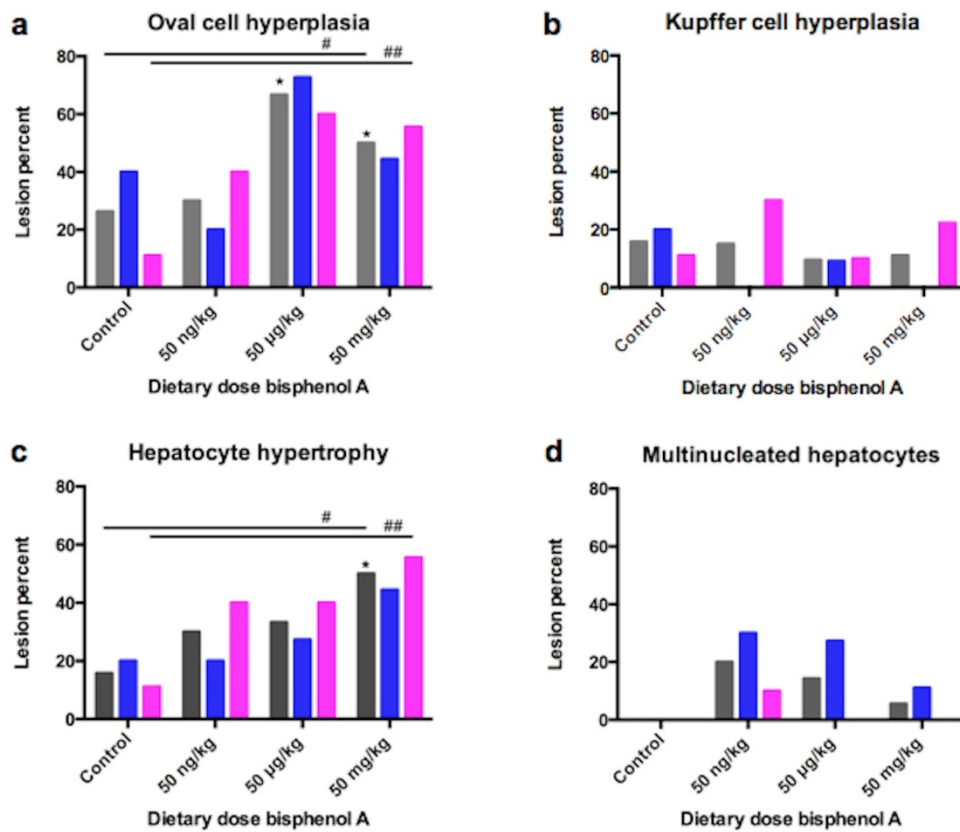 a
Oval cell hyperplasia
#
##
80
60
40
20
0
*
*
Lesion percent
Control
50 ng/kg
50 µg/kg
50 mg/kg
Dietary dose bisphenol A
b
Kupffer cell hyperplasia
80
60
40
20
0
Lesion percent
Control
50 ng/kg
50 µg/kg
50 mg/kg
Dietary dose bisphenol A
c
Hepatocyte hypertrophy
80
60
40
20
0
#
##
*
Lesion percent
Control
50 ng/kg
50 µg/kg
50 mg/kg
Dietary dose bisphenol A
d
Multinucleated hepatocytes
80
60
40
20
0
Lesion percent
Control
50 ng/kg
50 µg/kg
50 mg/kg
Dietary dose bisphenol A